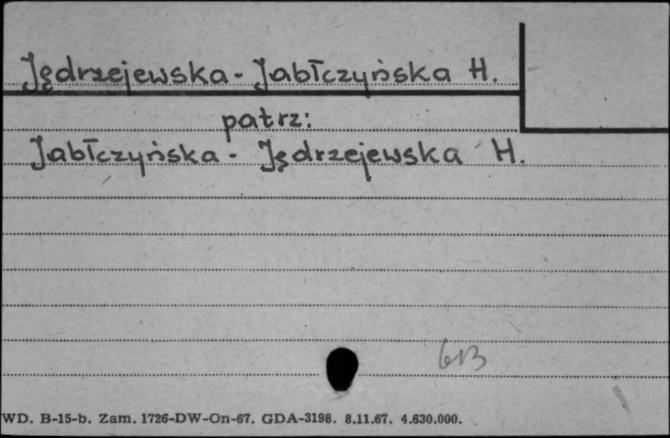 Jędrzejewska - Jabłczyńska H.
patrz:
Jabłczyńska - Jędrzejewska H.
613
WD. B-15-b. Zam. 1726-DW-On-67. GDA-3198. 8.11.67. 4.630.000.